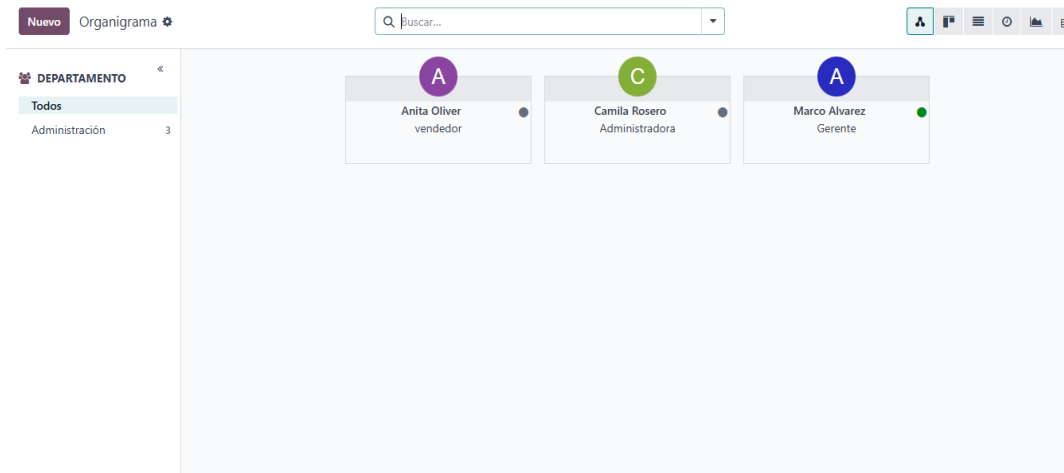 Nuevo Organigrama
Buscar...
«
DEPARTAMENTO
Todos
Administración 3
A
Anita Oliver
vendedor
C
Camila Rosero
Administradora
A
Marco Alvarez
Gerente